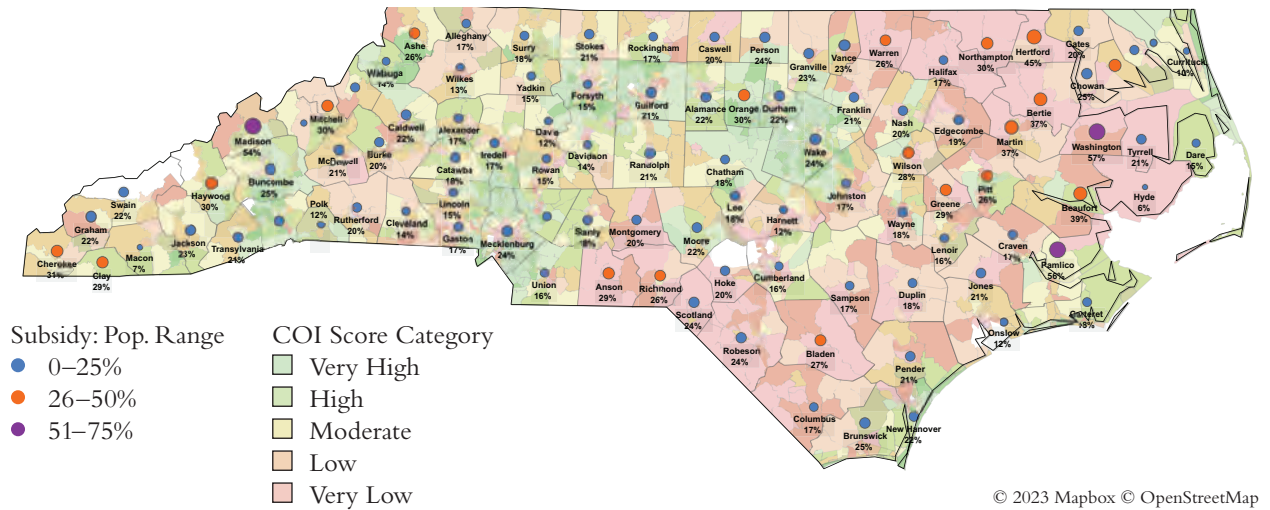 Ashe
26%
Alleghany
17%
Surry
18%
Stokes
21%
Rockingham
17%
Caswell
20%
Person
24%
Granville
23%
Vance
23%
Warren
26%
Northampton
30%
Hertford
45%
Gates
20%
Currituck
10%
Watauga
14%
Wilkes
13%
Yadkin
15%
Forsyth
15%
Guilford
21%
Alamance
22%
Orange
30%
Durham
22%
Franklin
21%
Halifax
17%
Bertie
37%
Chowan
25%
Mitchell
30%
Madison
54%
Caldwell
22%
Alexander
17%
Davie
12%
Iredell
17%
Nash
20%
Edgecombe
19%
Martin
37%
Washington
57%
Tyrrell
21%
Dare
16%
McDowell
21%
Burke
20%
Catawba
18%
Rowan
15%
Davidson
14%
Randolph
21%
Chatham
18%
Wake
24%
Wilson
28%
Buncombe
25%
Haywood
30%
Swain
22%
Polk
12%
Rutherford
20%
Cleveland
14%
Lincoln
15%
Gaston
17%
Mecklenburg
24%
Stanly
8%
Montgomery
20%
Moore
22%
Lee
18%
Harnett
12%
Johnston
17%
Wayne
18%
Greene
29%
Pitt
26%
Beaufort
39%
Hyde
6%
Graham
22%
Cherokee
31%
Clay
29%
Macon
7%
Jackson
23%
Transylvania
21%
Union
16%
Anson
29%
Richmond
26%
Hoke
20%
Cumberland
16%
Sampson
17%
Duplin
18%
Lenoir
16%
Craven
17%
Jones
21%
Pamlico
56%
Carteret
Onslow
12%
Scotland
24%
Robeson
24%
Bladen
27%
Pender
21%
Columbus
17%
Brunswick
25%
New Hanover
22%
Subsidy: Pop. Range
0–25%
26–50%
51–75%
COI Score Category
Very High
High
Moderate
Low
Very Low
© 2023 Mapbox © OpenStreetMap